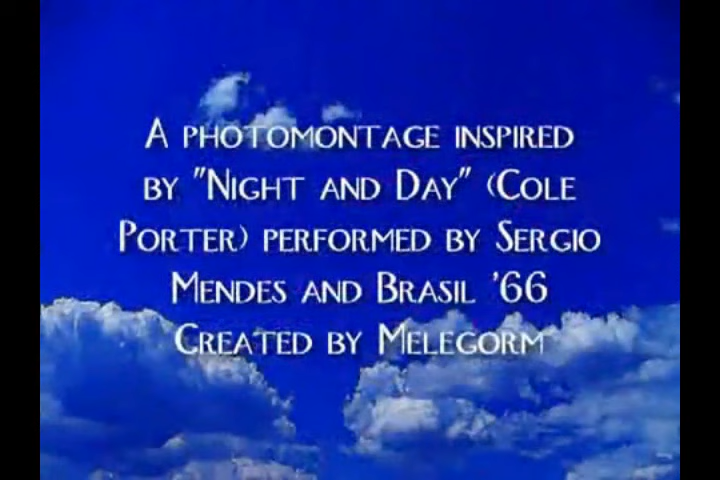 A PHOTOMONTAGE INSPIRED
BY "NIGHT AND DAY" (COLE
PORTER) PERFORMED BY SERGIO
MENDES AND BRASIL '66
CREATED BY MELEGORM